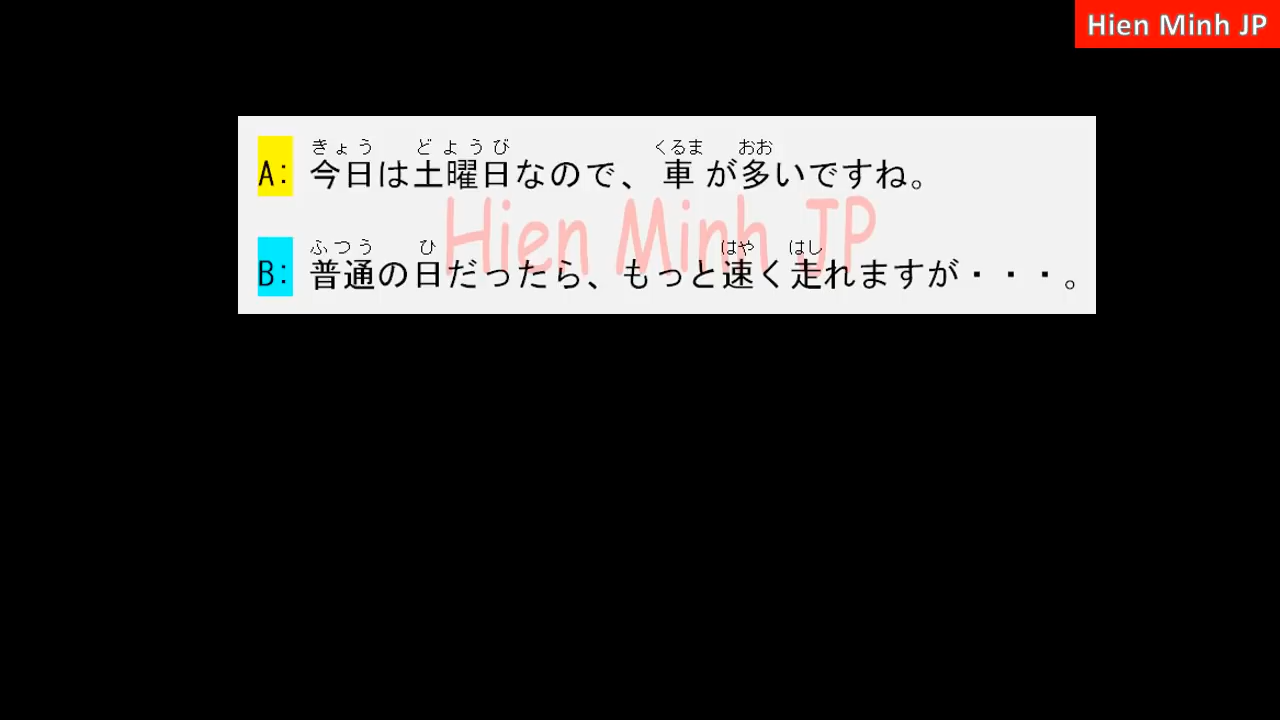 Hien Minh JP
きょう どようび くるま おお
A: 今日は土曜日なので、車が多いですね。
Hien Minh JP
ふつう ひ はや はし
B: 普通の日だったら、もっと速く走れますが・・・。